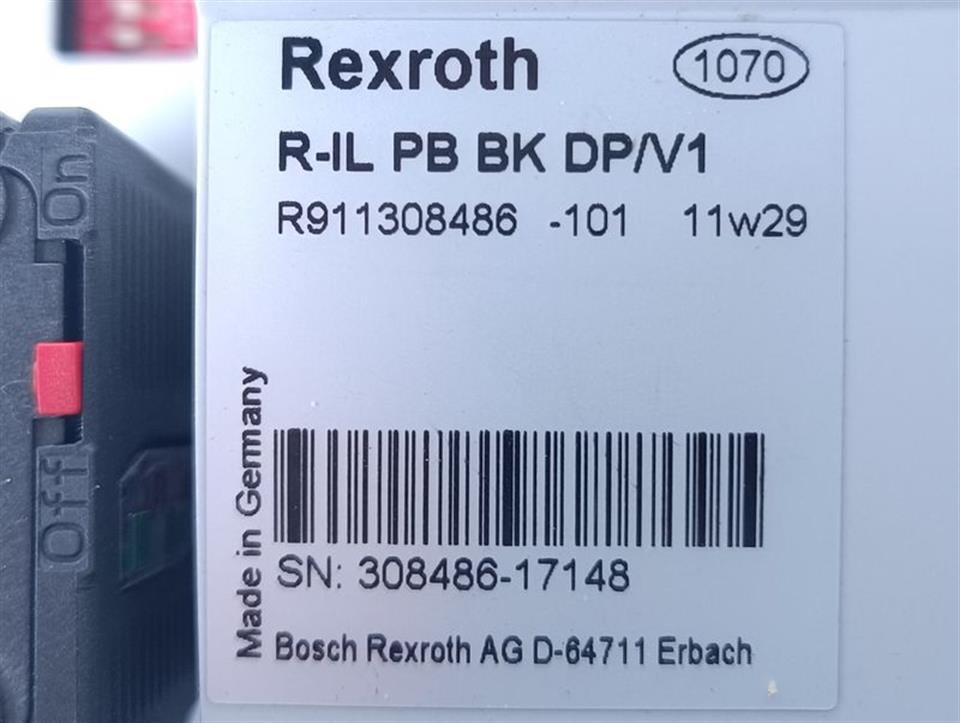 Rexroth
1070
R-IL PB BK DP/V1
R911308486 -101 11w29
Made in Germany
SN: 308486-17148
Bosch Rexroth AG D-64711 Erbach
On
Off